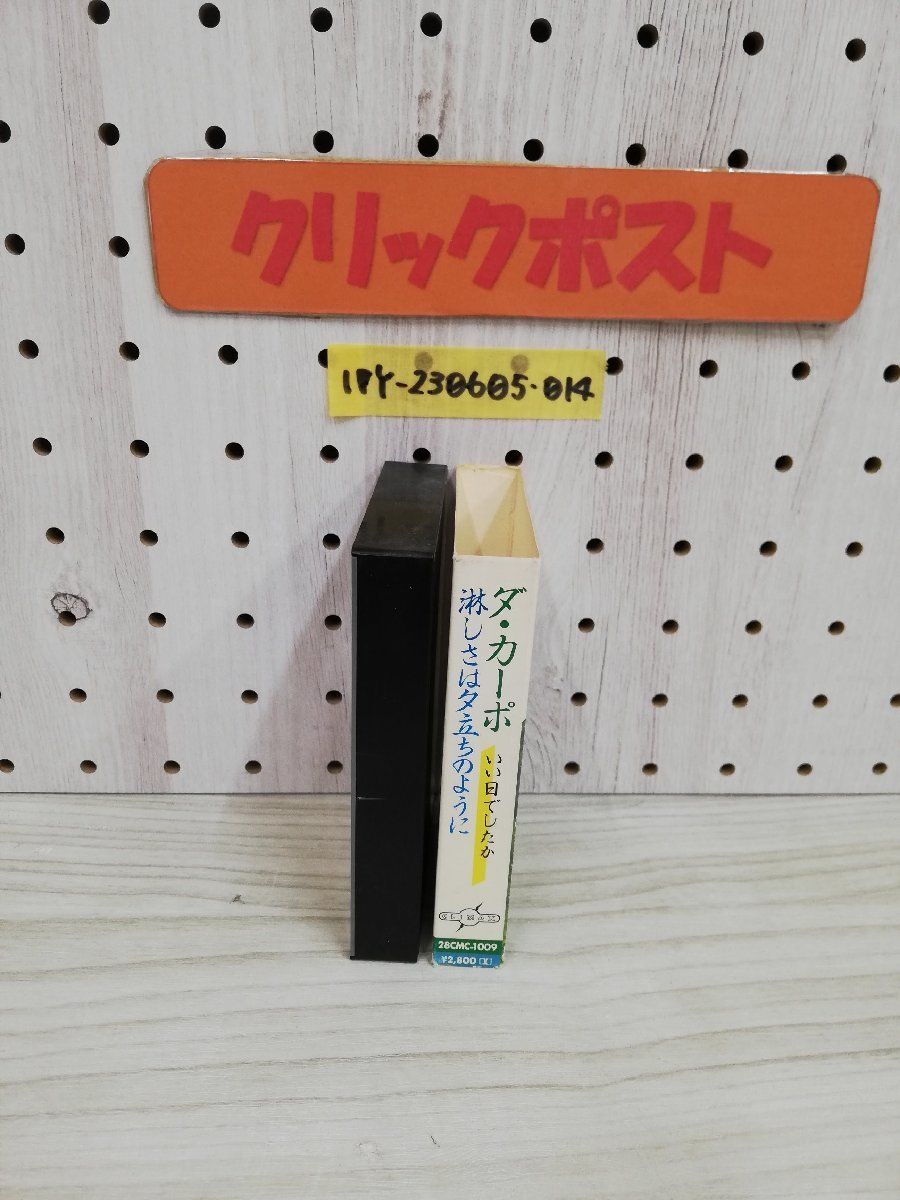 クリックポスト
1PY-230605-014
ダ・カーポ
淋しさは夕立ちのように
いい日でしたか
28CMC-1009
¥2,800